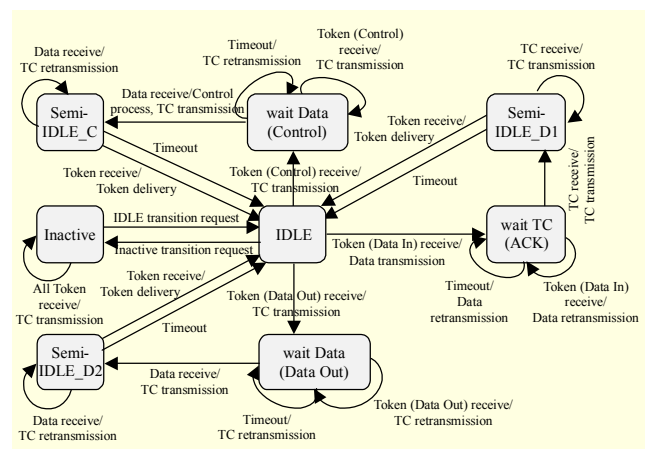 Data receive/
TC retransmission
Timeout/
TC retransmission
Token (Control)
receive/
TC transmission
TC receive/
TC transmission
Semi-
IDLE_C
Data receive/Control
process, TC transmission
wait Data
(Control)
Token receive/
Token delivery
Semi-
IDLE_D1
Timeout
Token receive/
Token delivery
Token (Control) receive/
TC transmission
Timeout
TC receive/
TC transmission
Inactive
IDLE transition request
Inactive transition request
IDLE
Token (Data In) receive/
Data transmission
wait TC
(ACK)
All Token
receive/
TC transmission
Token receive/
Token delivery
Timeout
Token (Data Out) receive/
TC transmission
Timeout/
Data
retransmission
Token (Data In)
receive/
Data retransmission
Semi-
IDLE_D2
Data receive/
TC transmission
wait Data
(Data Out)
Data receive/
TC retransmission
Timeout/
TC retransmission
Token (Data Out) receive/
TC retransmission